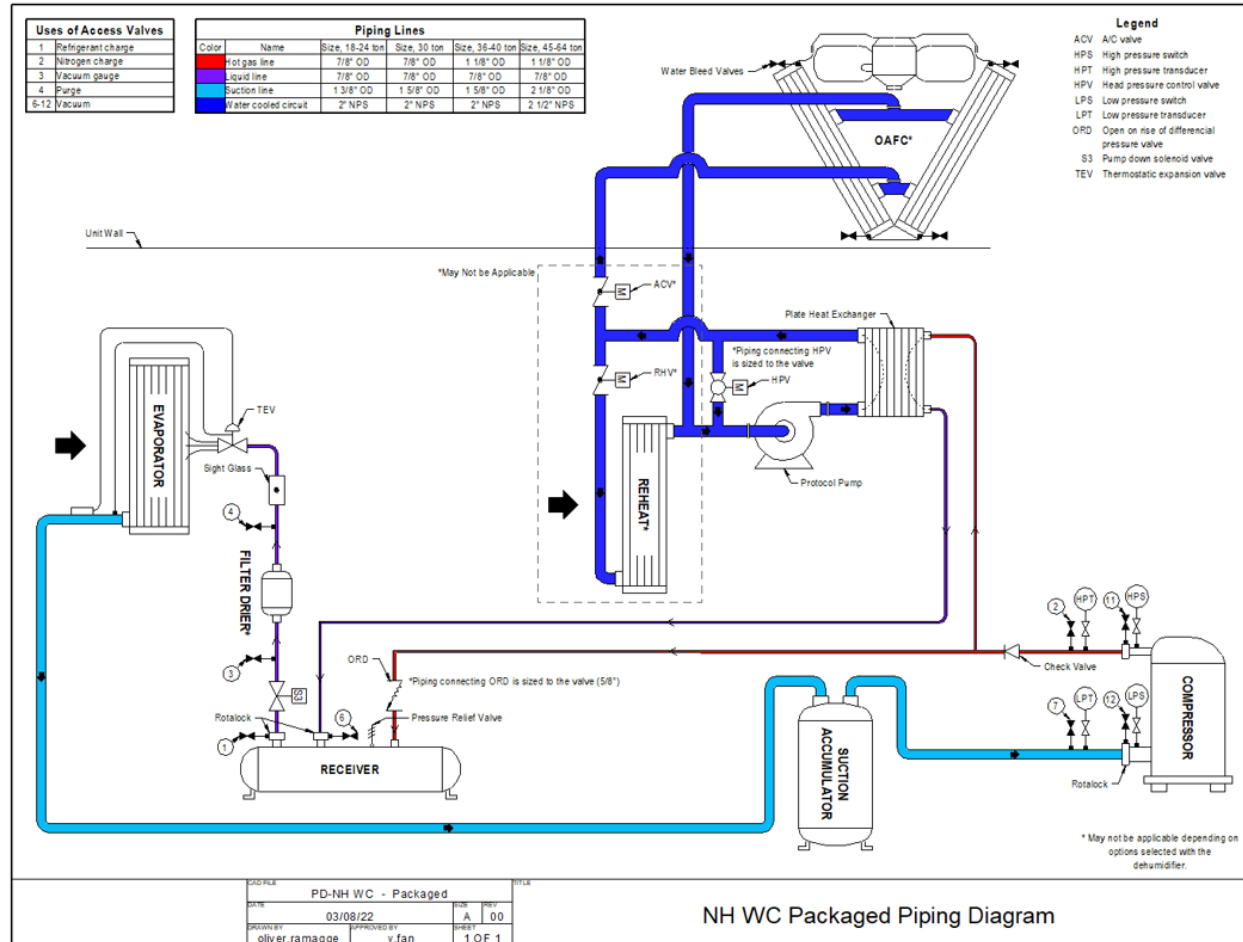 Uses of Access Valves
1 Refrigerant charge
2 Nitrogen charge
3 Vacuum gauge
4 Purge
6-12 Vacuum
Piping Lines
Color Name Size, 18-24 ton Size, 30 ton Size, 36-40 ton Size, 45-64 ton
Hot gas line 7/8" OD 7/8" OD 1 1/8" OD 1 1/8" OD
Liquid line 7/8" OD 7/8" OD 7/8" OD 7/8" OD
Suction line 1 3/8" OD 1 5/8" OD 1 5/8" OD 2 1/8" OD
Water cooled circuit 2" NPS 2" NPS 2" NPS 2 1/2" NPS
Legend
ACV A/C valve
HPS High pressure switch
HPT High pressure transducer
HPV Head pressure control valve
LPS Low pressure switch
LPT Low pressure transducer
ORD Open on rise of differencial
pressure valve
S3 Pump down solenoid valve
TEV Thermostatic expansion valve
Water Bleed Valves
OAFC*
Unit Wall
*May Not be Applicable
ACV*
M
Plate Heat Exchanger
*Piping connecting HPV
is sized to the valve
RHV*
M
HPV
M
TEV
EVAPORATOR
Sight Glass
REHEAT*
Protocol Pump
4
FILTER DRIER*
3
S3
Rotalock
1
6
ORD
*Piping connecting ORD is sized to the valve (5/8")
Pressure Relief Valve
RECEIVER
2
HPT
11
HPS
Check Valve
COMPRESSOR
7
LPT
12
LPS
Rotalock
SUCTION
ACCUMULATOR
* May not be applicable depending on
options selected with the
dehumidifier.
CAD FILE
PD-NH WC - Packaged
DATE
03/08/22
SIZE
A
REV
00
DRAWN BY
oliver.ramagge
APPROVED BY
v.fan
SHEET
1 OF 1
TITLE
NH WC Packaged Piping Diagram